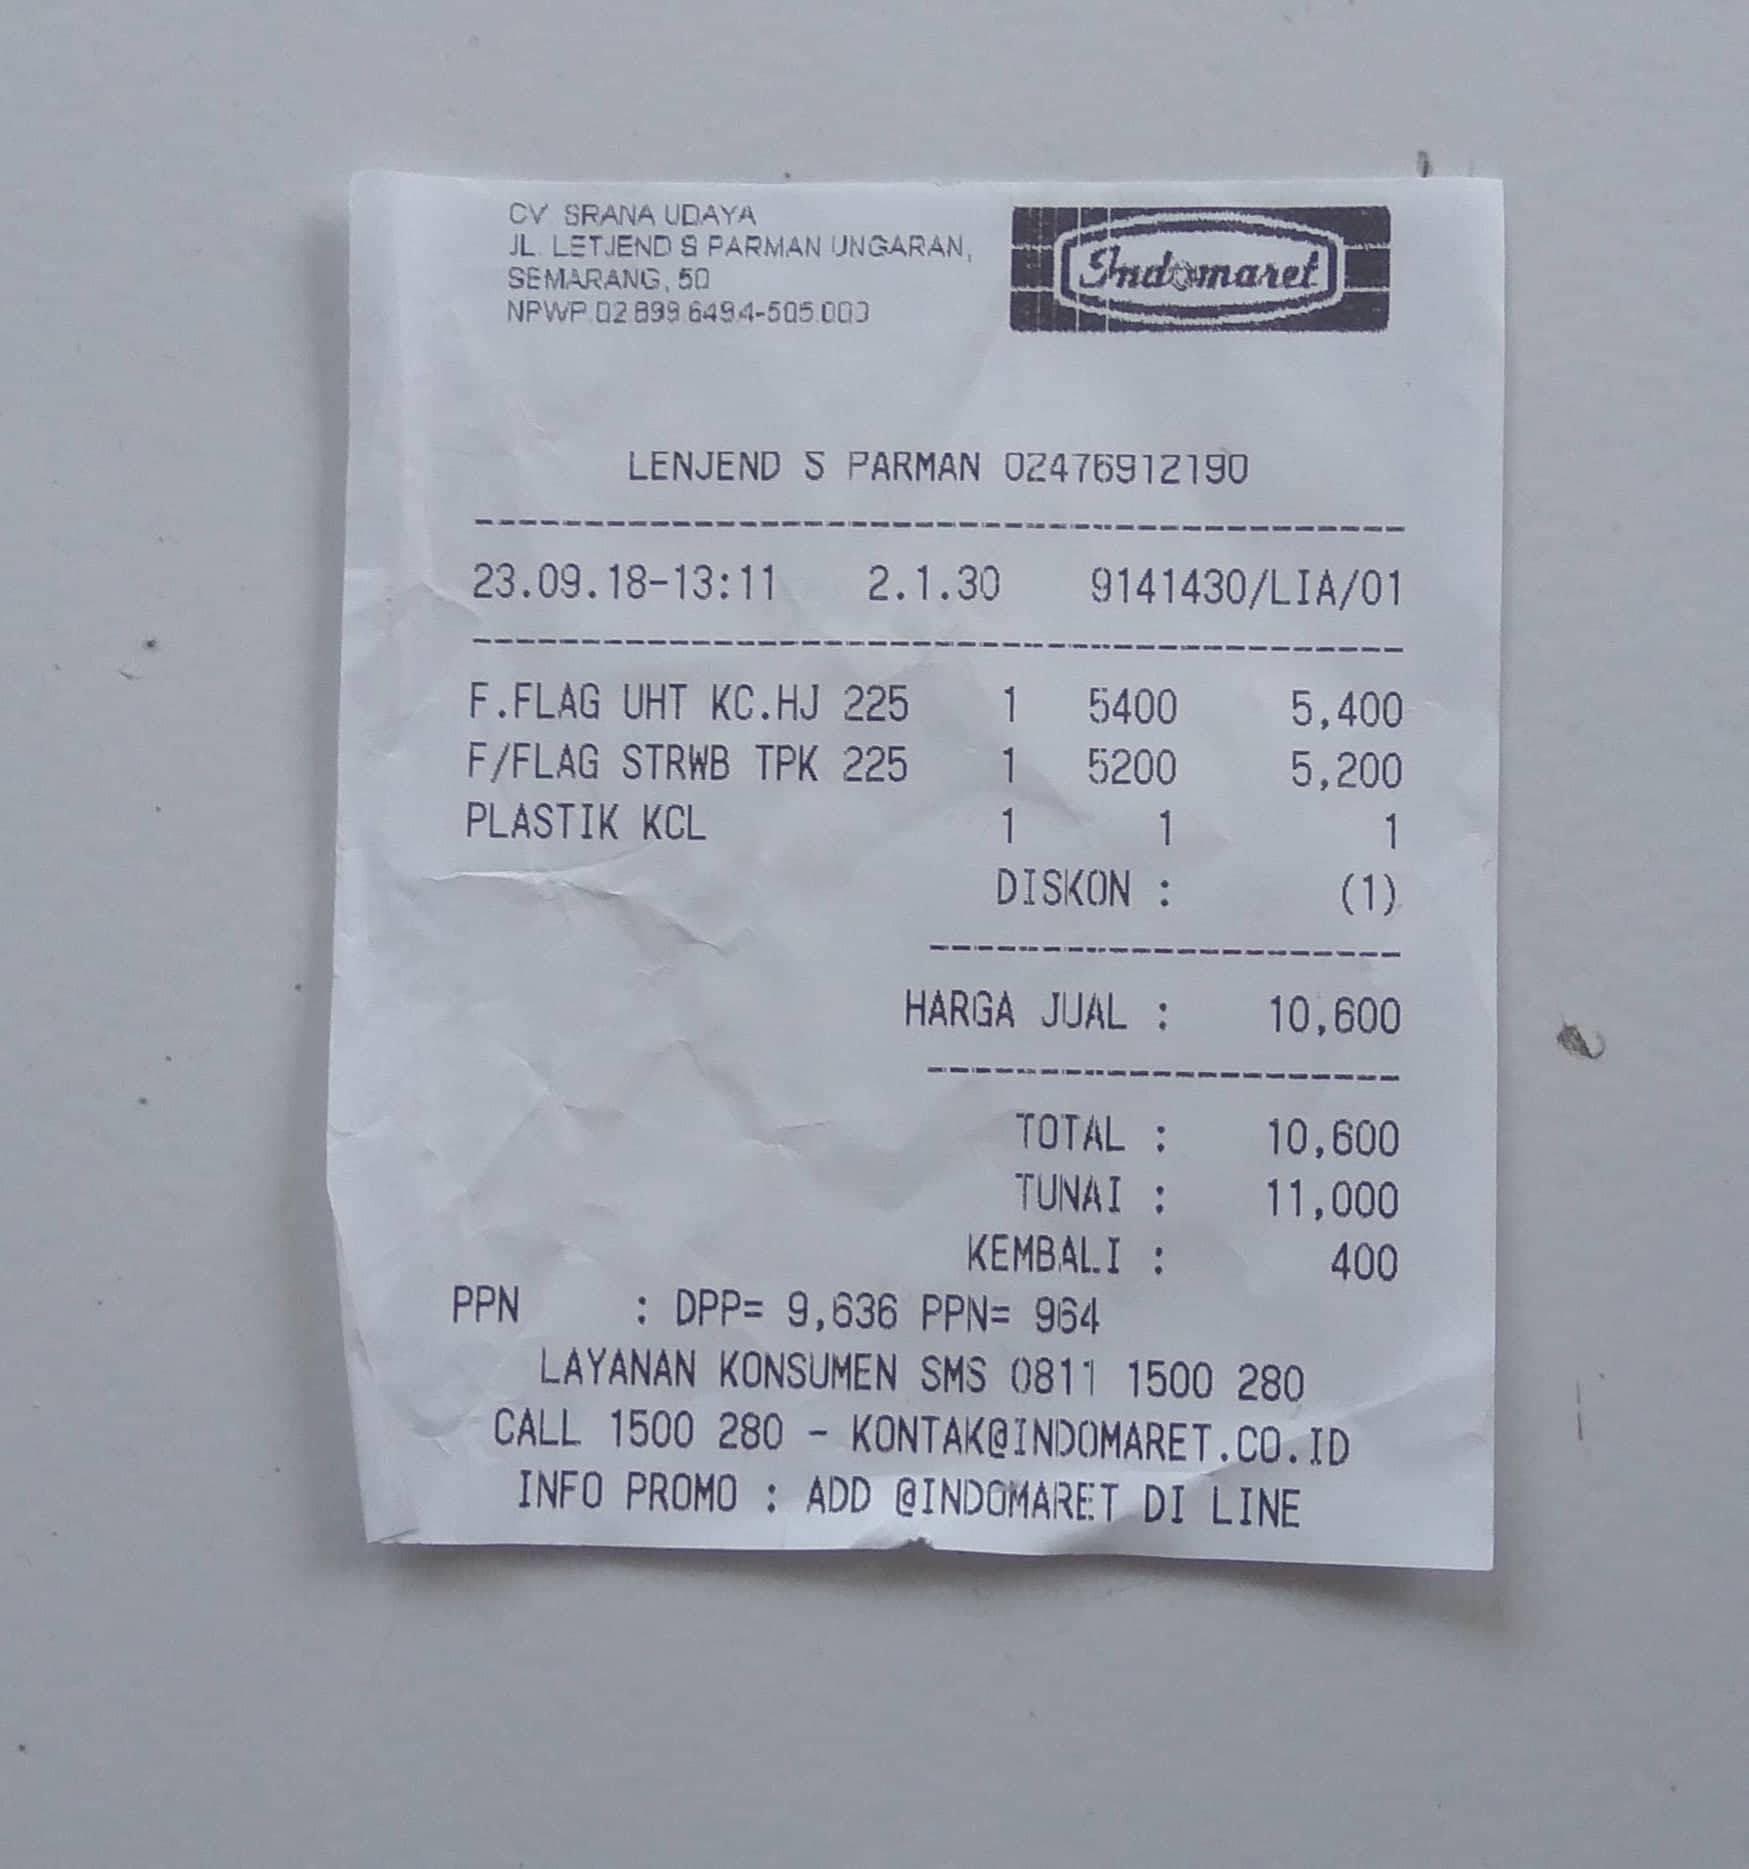 CV. SRANA UDAYA
JL. LETJEND S PARMAN UNGARAN,
SEMARANG, 50
NPWP.02.899.649.4-505.000
Indomaret
LENJEND S PARMAN 02476912190
23.09.18-13:11 2.1.30 9141430/LIA/01
F.FLAG UHT KC.HJ 225 1 5400 5,400
F/FLAG STRWB TPK 225 1 5200 5,200
PLASTIK KCL 1 1 1
DISKON : (1)
HARGA JUAL : 10,600
TOTAL : 10,600
TUNAI : 11,000
KEMBALI : 400
PPN : DPP= 9,636 PPN= 964
LAYANAN KONSUMEN SMS 0811 1500 280
CALL 1500 280 - KONTAK@INDOMARET.CO.ID
INFO PROMO : ADD @INDOMARET DI LINE